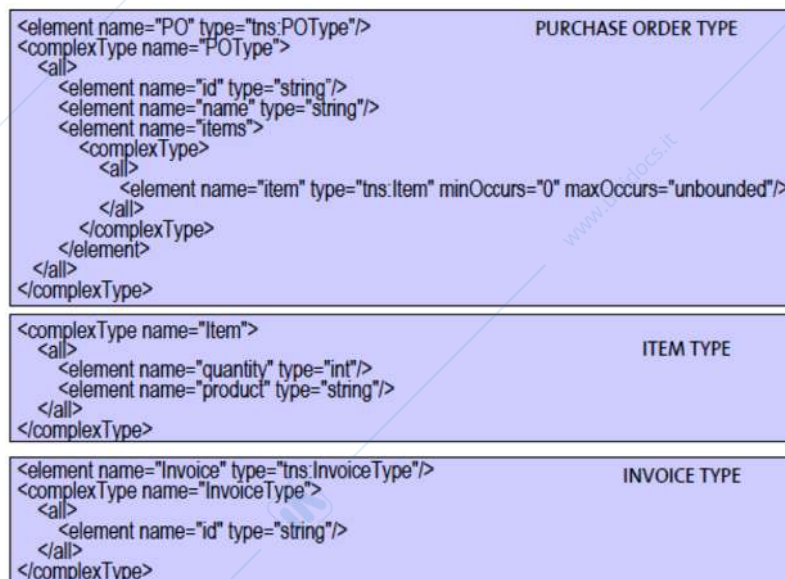 <element name="PO" type="tns:POType"/> PURCHASE ORDER TYPE
<complexType name="POType">
<all>
<element name="id" type="string"/>
<element name="name" type="string"/>
<element name="items">
<complexType>
<all>
<element name="item" type="tns:Item" minOccurs="0" maxOccurs="unbounded"/>
</all>
</complexType>
</element>
</all>
</complexType>
<complexType name="Item">
<all> ITEM TYPE
<element name="quantity" type="int"/>
<element name="product" type="string"/>
</all>
</complexType>
<element name="Invoice" type="tns:InvoiceType"/> INVOICE TYPE
<complexType name="InvoiceType">
<all>
<element name="id" type="string"/>
</all>
</complexType>